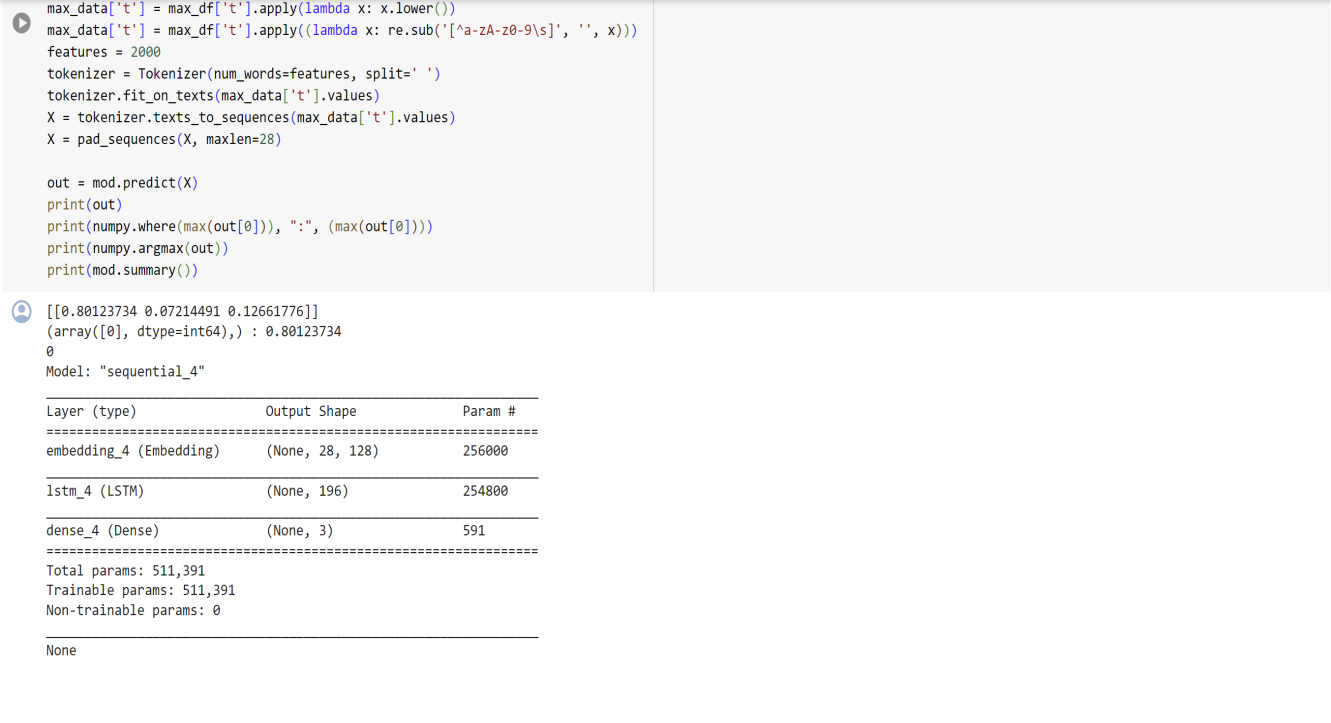 max_data['t'] = max_df['t'].apply(lambda x: x.lower())
max_data['t'] = max_df['t'].apply((lambda x: re.sub('[^a-zA-z0-9\s]', '', x)))
features = 2000
tokenizer = Tokenizer(num_words=features, split=' ')
tokenizer.fit_on_texts(max_data['t'].values)
X = tokenizer.texts_to_sequences(max_data['t'].values)
X = pad_sequences(X, maxlen=28)

out = mod.predict(X)
print(out)
print(numpy.where(max(out[0])), ":", (max(out[0])))
print(numpy.argmax(out))
print(mod.summary())
[[0.80123734 0.07214491 0.12661776]]
(array([0], dtype=int64),) : 0.80123734
0
Model: "sequential_4"
_________________________________________________________________
Layer (type)                 Output Shape              Param #
=================================================================
embedding_4 (Embedding)      (None, 28, 128)           256000
_________________________________________________________________
lstm_4 (LSTM)                (None, 196)               254800
_________________________________________________________________
dense_4 (Dense)              (None, 3)                 591
=================================================================
Total params: 511,391
Trainable params: 511,391
Non-trainable params: 0
_________________________________________________________________
None